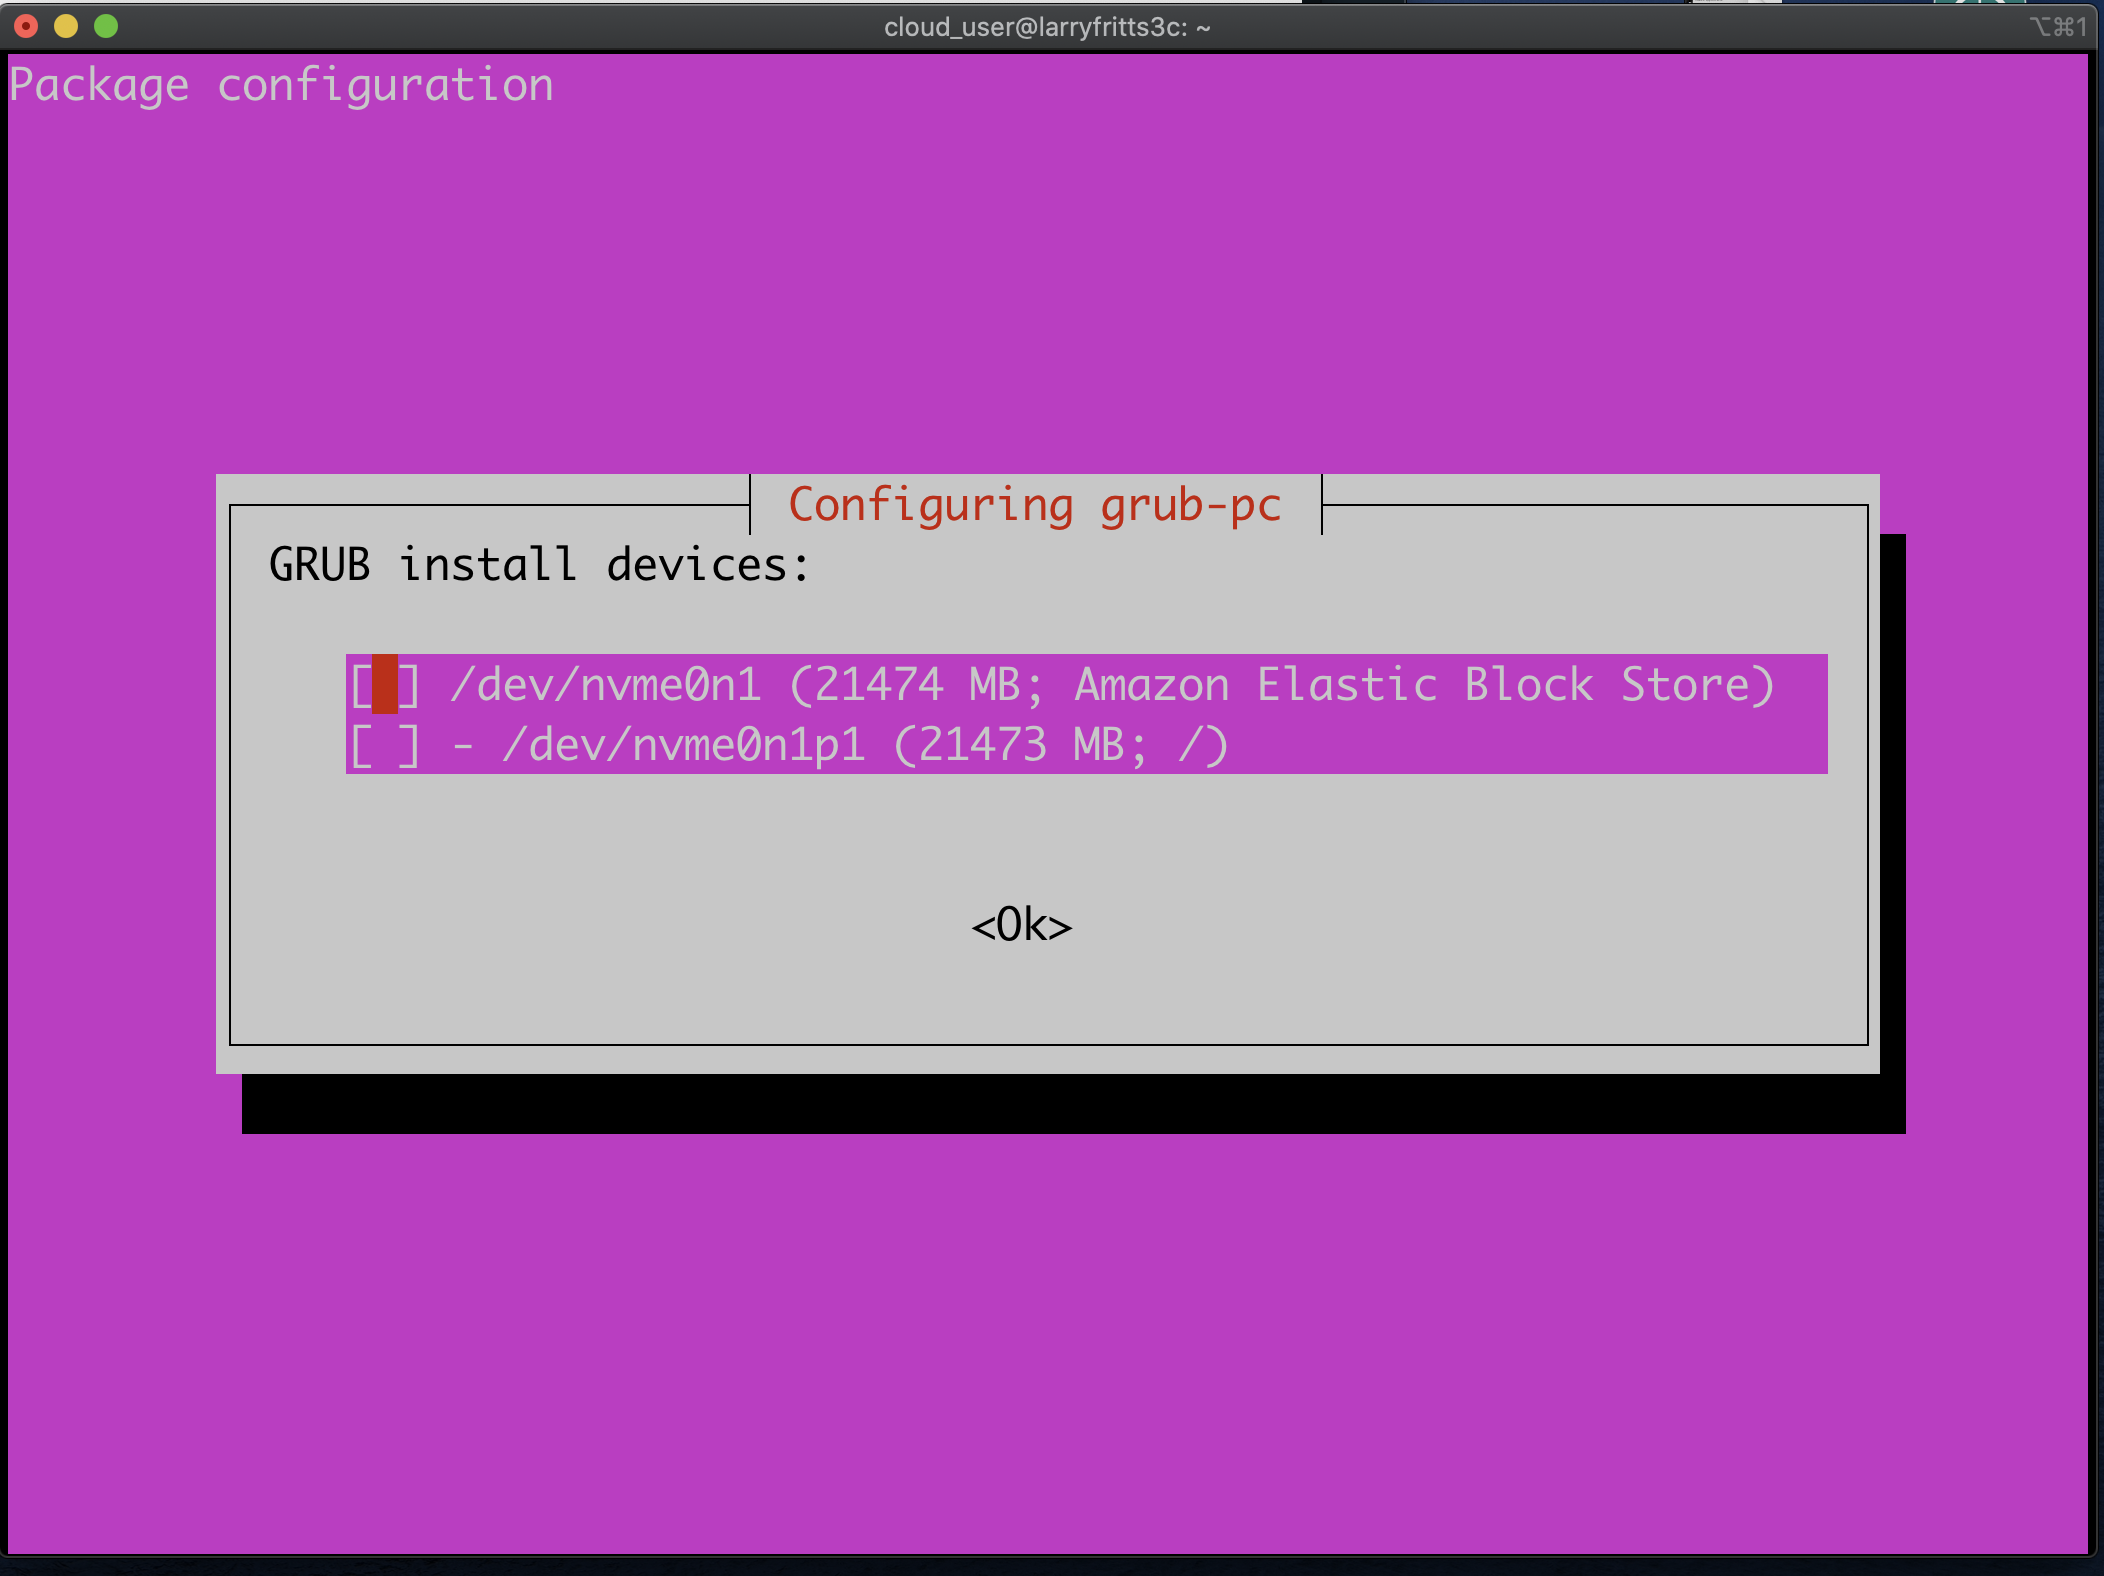 cloud_user@larryfritts3c: ~
⌥⌘1
Package configuration
Configuring grub-pc
GRUB install devices:
[ ] /dev/nvme0n1 (21474 MB; Amazon Elastic Block Store)
[ ] - /dev/nvme0n1p1 (21473 MB; /)
<Ok>